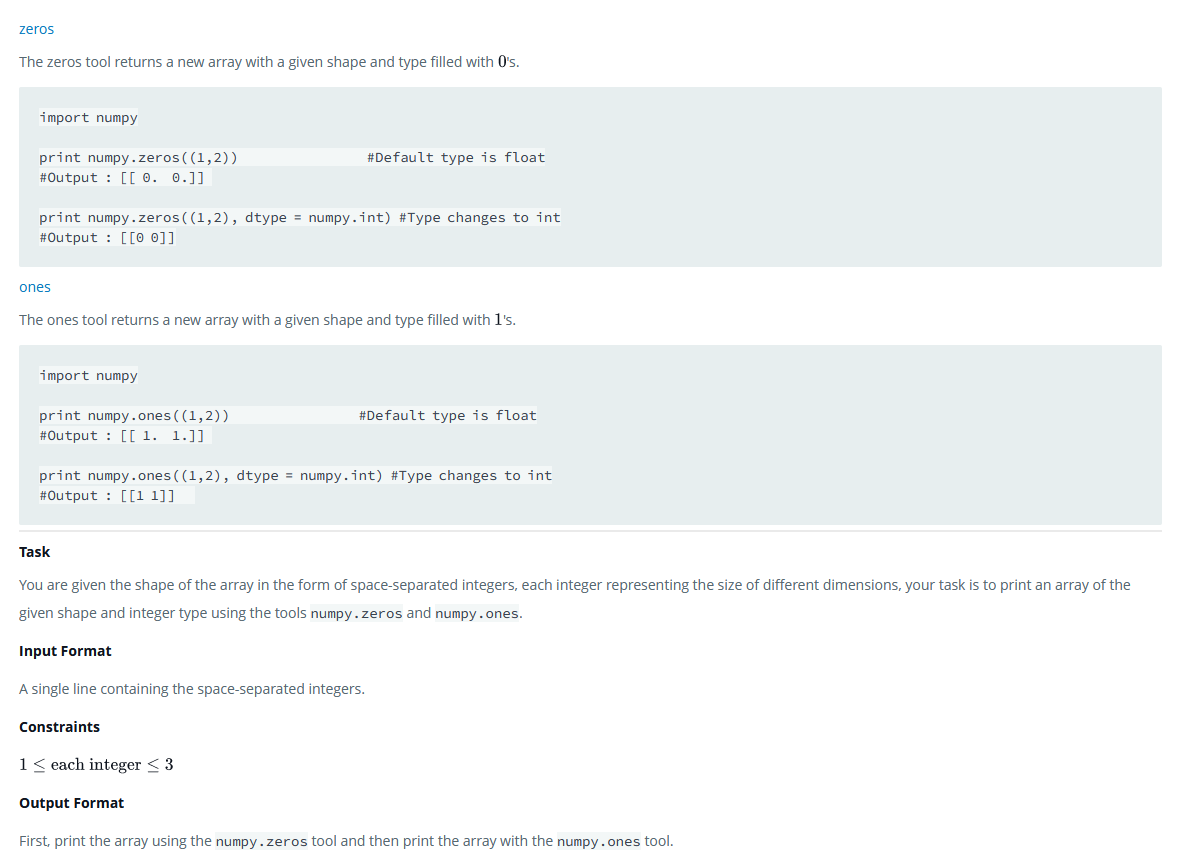 zeros
The zeros tool returns a new array with a given shape and type filled with 0's.
import numpy
print numpy.zeros((1,2))                #Default type is float
#Output : [[ 0.  0.]]
print numpy.zeros((1,2), dtype = numpy.int) #Type changes to int
#Output : [[0 0]]
ones
The ones tool returns a new array with a given shape and type filled with 1's.
import numpy
print numpy.ones((1,2))                #Default type is float
#Output : [[ 1.  1.]]
print numpy.ones((1,2), dtype = numpy.int) #Type changes to int
#Output : [[1 1]]
Task
You are given the shape of the array in the form of space-separated integers, each integer representing the size of different dimensions, your task is to print an array of the
given shape and integer type using the tools numpy.zeros and numpy.ones.
Input Format
A single line containing the space-separated integers.
Constraints
1 ≤ each integer ≤ 3
Output Format
First, print the array using the numpy.zeros tool and then print the array with the numpy.ones tool.